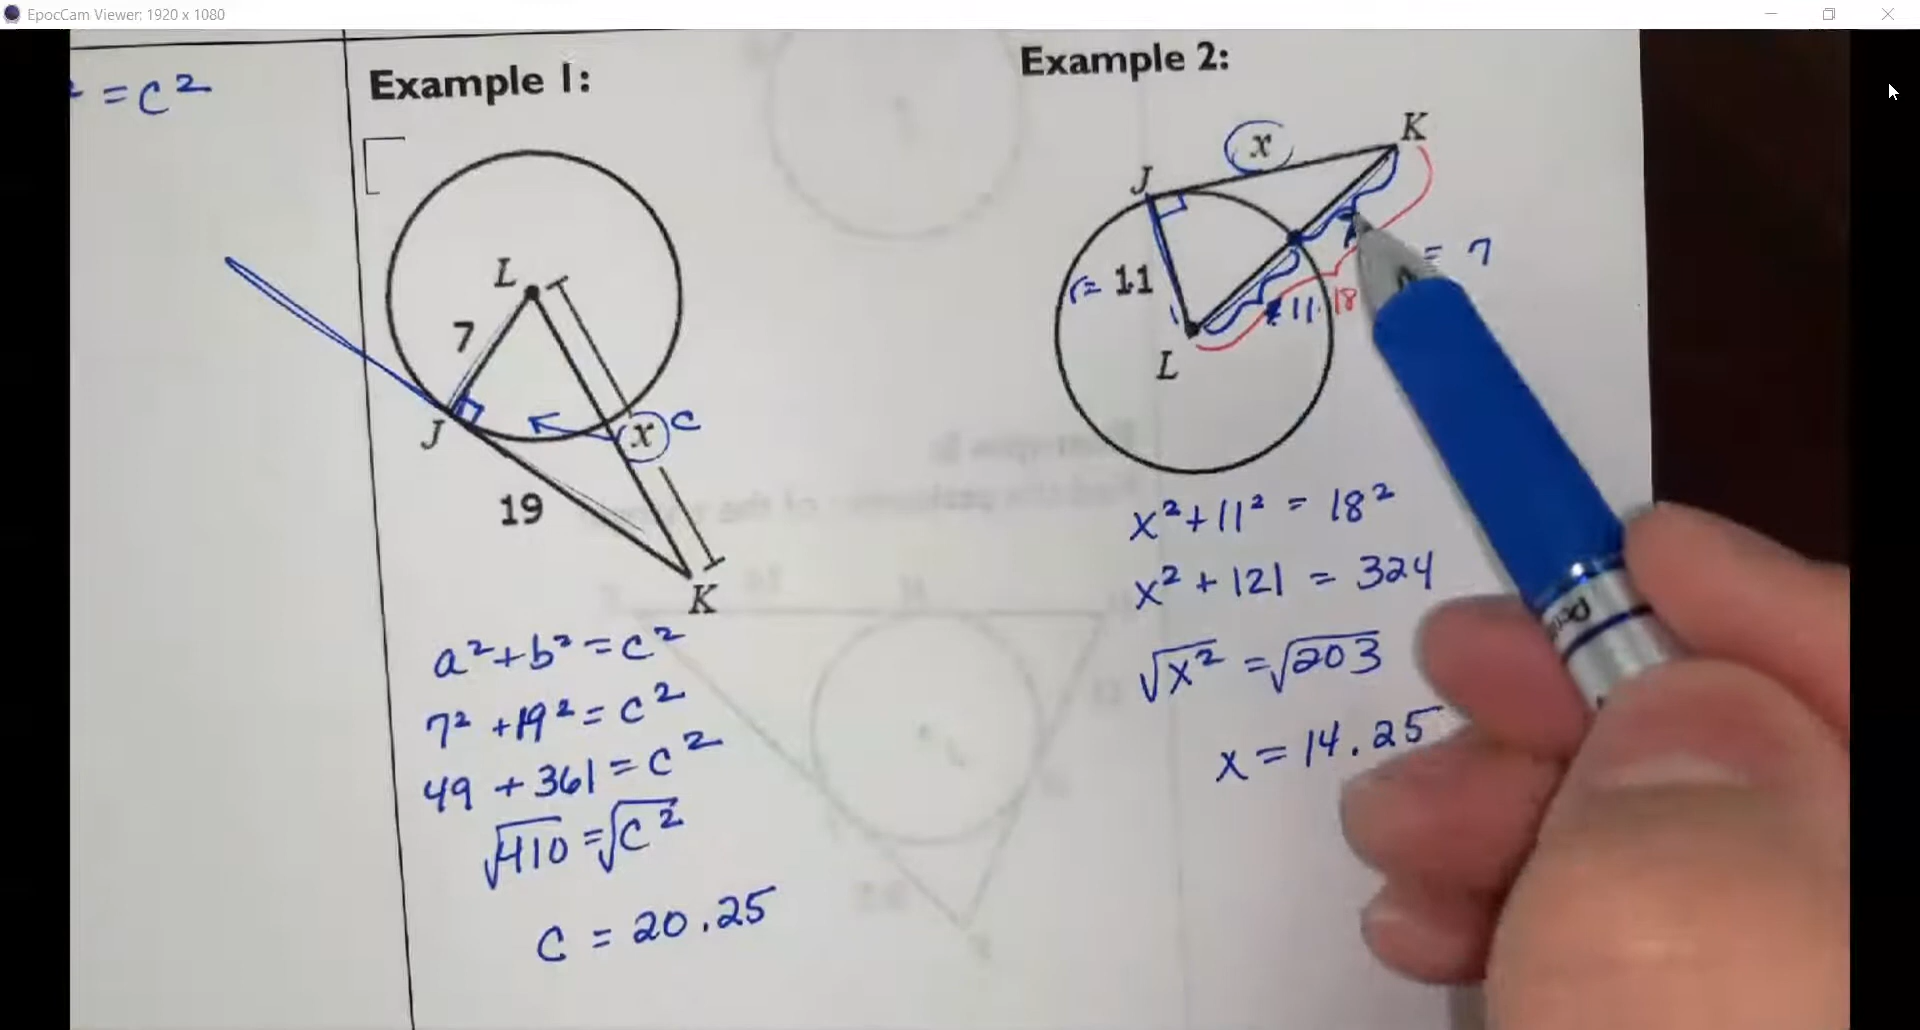 EpocCam Viewer: 1920 x 1080
= c²
Example 1:
L
7
J
x c
19
K
a² + b² = c²
7² + 19² = c²
49 + 361 = c²
√410 = √c²
c = 20.25
Example 2:
x
K
J
r = 11
11
18
= 7
L
x² + 11² = 18²
x² + 121 = 324
√x² = √203
x = 14.25